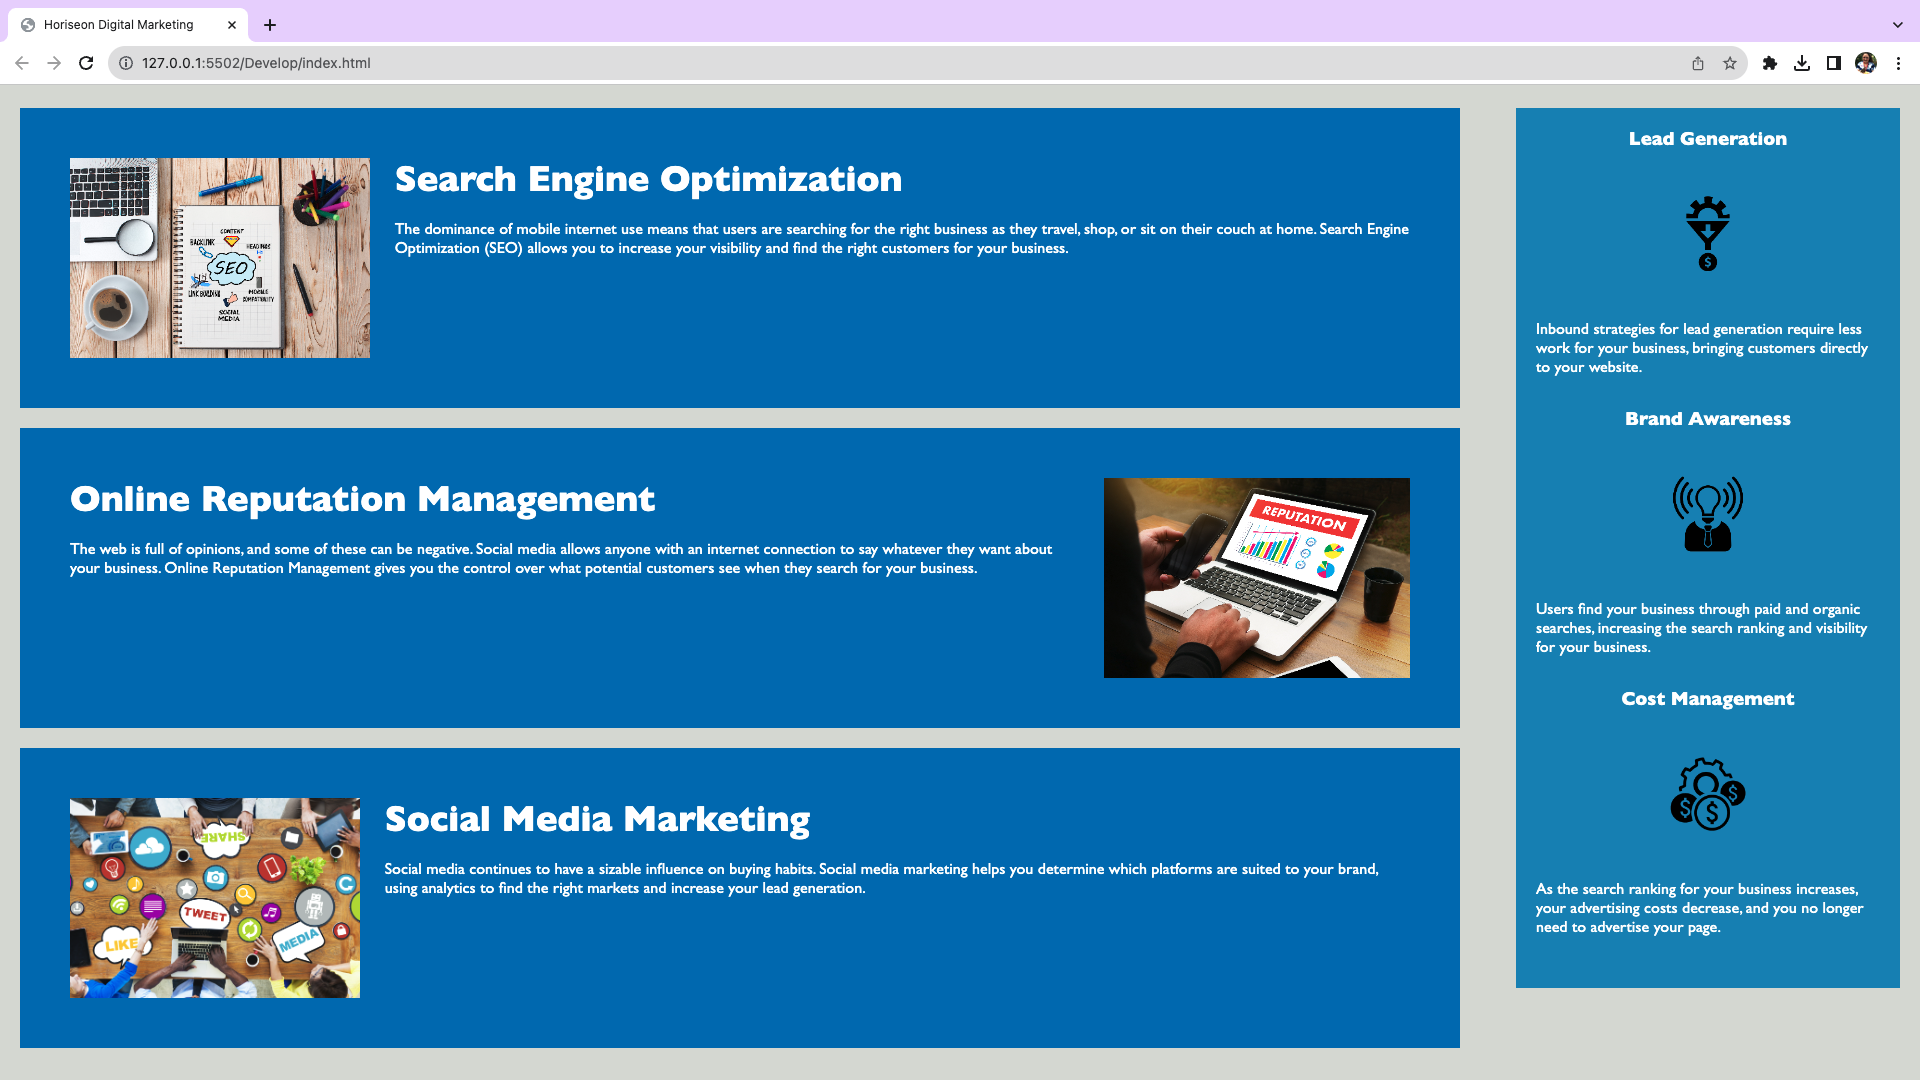 Horiseon Digital Marketing
127.0.0.1:5502/Develop/index.html
Search Engine Optimization
The dominance of mobile internet use means that users are searching for the right business as they travel, shop, or sit on their couch at home. Search Engine
Optimization (SEO) allows you to increase your visibility and find the right customers for your business.
CONTENT
BACKLINK
HEADINGS
SEO
LINK BUILDING
MOBILE
COMPATIBILITY
SOCIAL
MEDIA
Online Reputation Management
The web is full of opinions, and some of these can be negative. Social media allows anyone with an internet connection to say whatever they want about
your business. Online Reputation Management gives you the control over what potential customers see when they search for your business.
REPUTATION
Social Media Marketing
Social media continues to have a sizable influence on buying habits. Social media marketing helps you determine which platforms are suited to your brand,
using analytics to find the right markets and increase your lead generation.
SHARE
TWEET
LIKE
MEDIA
Lead Generation
$
Inbound strategies for lead generation require less
work for your business, bringing customers directly
to your website.
Brand Awareness
Users find your business through paid and organic
searches, increasing the search ranking and visibility
for your business.
Cost Management
$ $ $
As the search ranking for your business increases,
your advertising costs decrease, and you no longer
need to advertise your page.